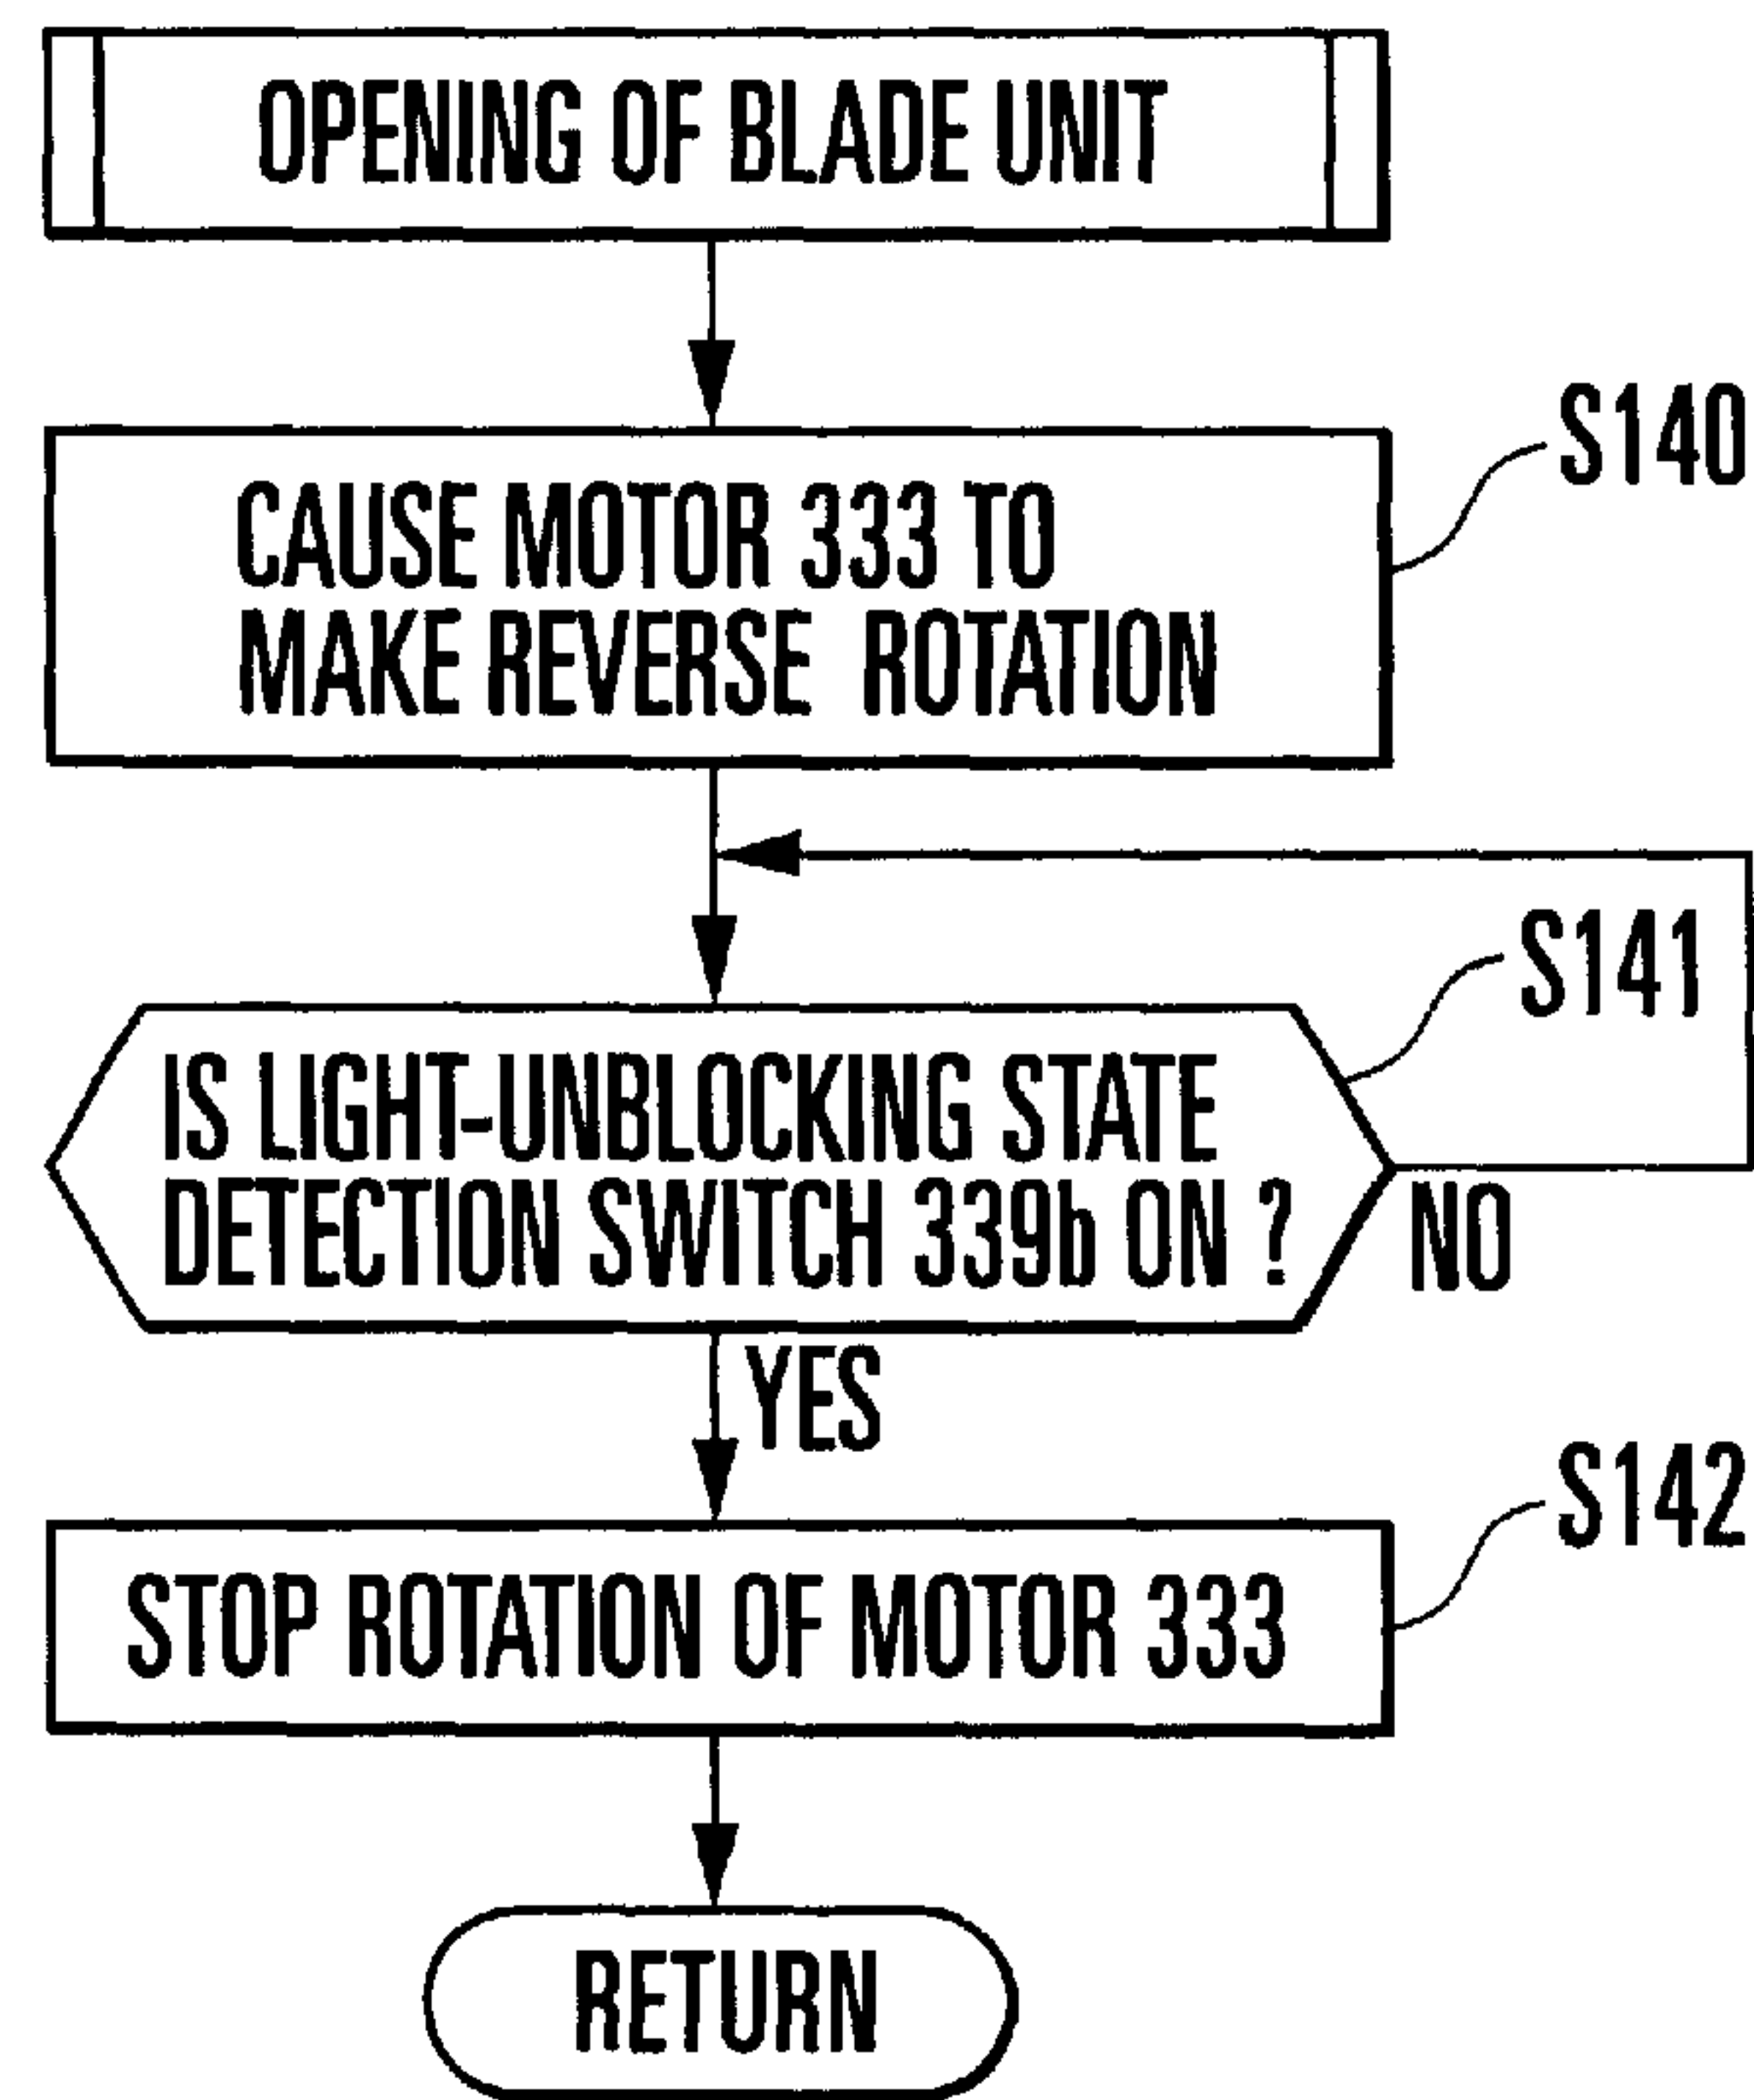 OPENING OF BLADE UNIT
S140
CAUSE MOTOR 333 TO
MAKE REVERSE ROTATION
S141
IS LIGHT-UNBLOCKING STATE
DETECTION SWITCH 339b ON ?
NO
YES
S142
STOP ROTATION OF MOTOR 333
RETURN